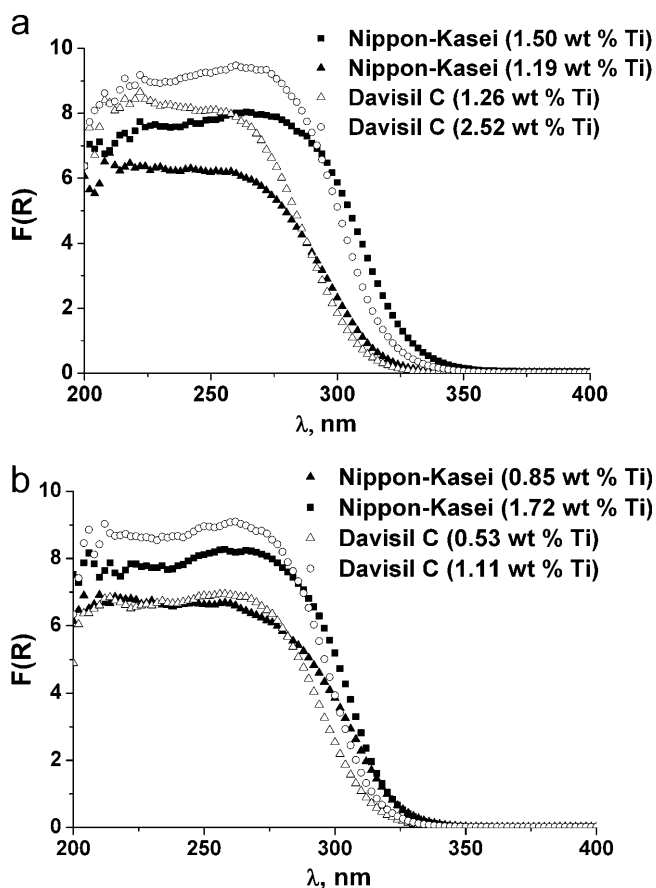 a
■ Nippon-Kasei (1.50 wt % Ti)
▲ Nippon-Kasei (1.19 wt % Ti)
△ Davisil C (1.26 wt % Ti)
○ Davisil C (2.52 wt % Ti)
10
8
6
4
2
0
F(R)
200 250 300 350 400
λ, nm
b
▲ Nippon-Kasei (0.85 wt % Ti)
■ Nippon-Kasei (1.72 wt % Ti)
△ Davisil C (0.53 wt % Ti)
○ Davisil C (1.11 wt % Ti)
10
8
6
4
2
0
F(R)
200 250 300 350 400
λ, nm